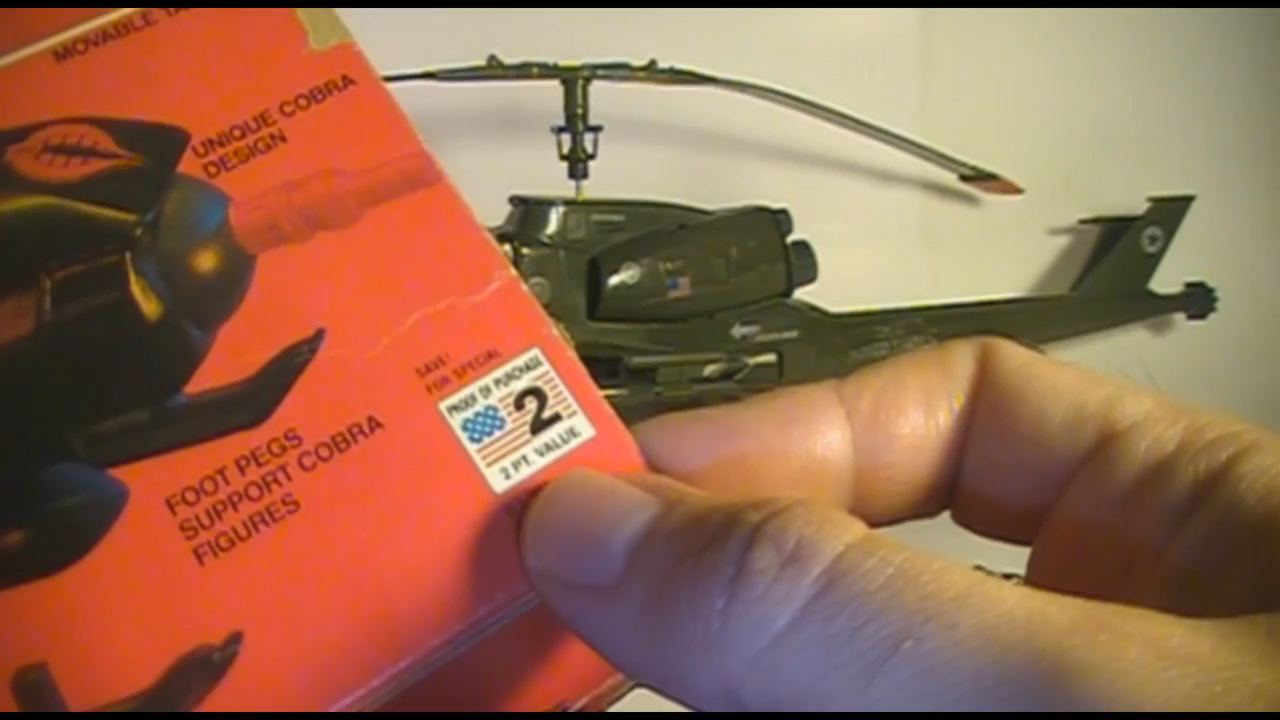 MOVABLE
UNIQUE COBRA
DESIGN
SAVE!
FOR SPECIAL
PROOF OF PURCHASE
2
2 PT. VALUE
FOOT PEGS
SUPPORT COBRA
FIGURES